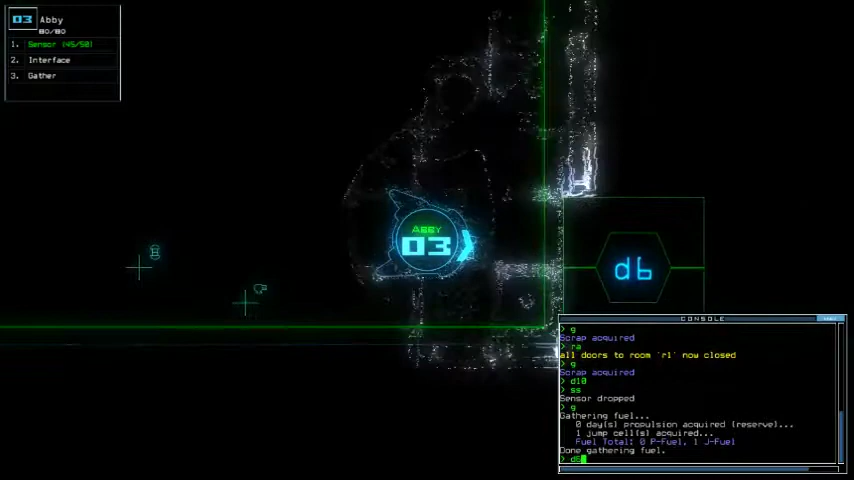 03 Abby
80/80
1. Sensor (45/50)
2. Interface
3. Gather
ABBY
03
d6
CONSOLE
> g
Scrap acquired
> ra
all doors to room 'r1' now closed
> g
Scrap acquired
> d10
> ss
Sensor dropped
> g
Gathering fuel...
0 day(s) propulsion acquired (reserve)...
1 jump cell(s) acquired...
Fuel Total: 0 P-Fuel, 1 J-Fuel
Done gathering fuel.
> d6